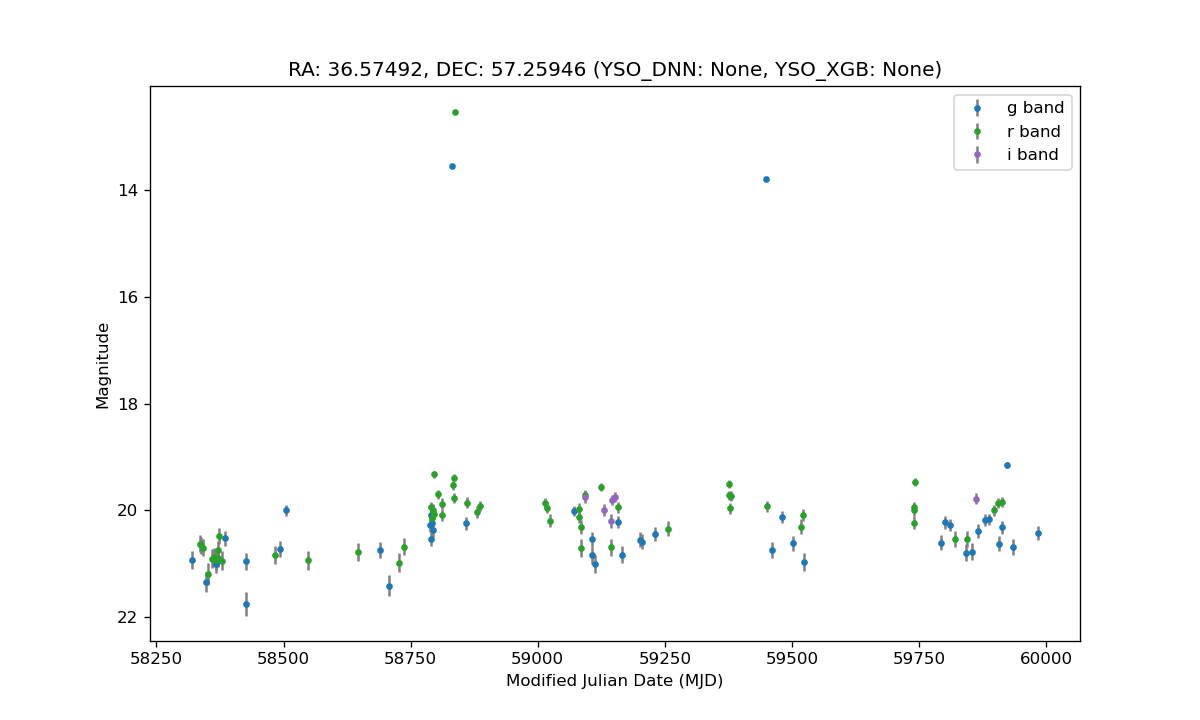 RA: 36.57492, DEC: 57.25946 (YSO_DNN: None, YSO_XGB: None)
g band
r band
i band
14
16
18
20
22
Magnitude
58250 58500 58750 59000 59250 59500 59750 60000
Modified Julian Date (MJD)